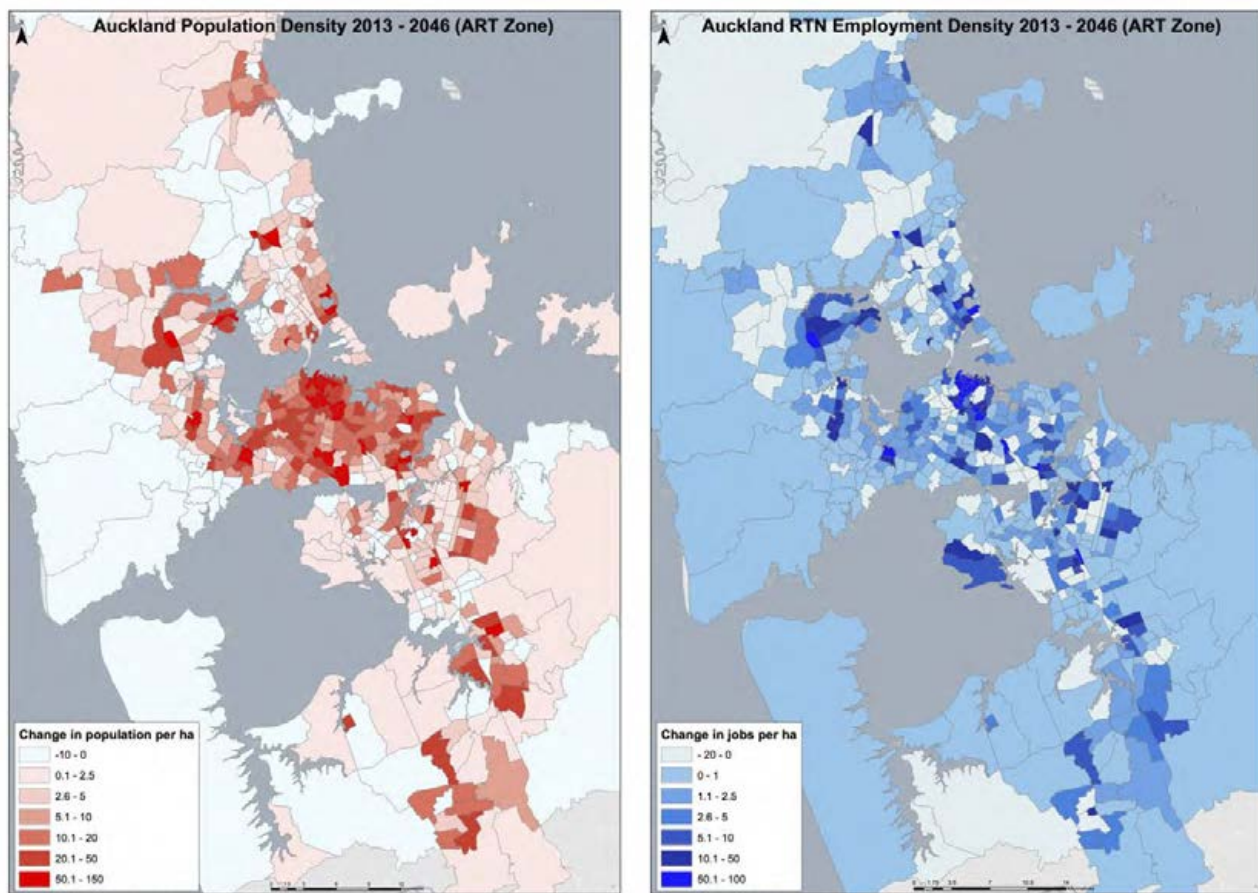 Auckland Population Density 2013 - 2046 (ART Zone)
Change in population per ha
-10 - 0
0.1 - 2.5
2.6 - 5
5.1 - 10
10.1 - 20
20.1 - 50
50.1 - 150
Auckland RTN Employment Density 2013 - 2046 (ART Zone)
Change in jobs per ha
-20 - 0
0 - 1
1.1 - 2.5
2.6 - 5
5.1 - 10
10.1 - 50
50.1 - 100